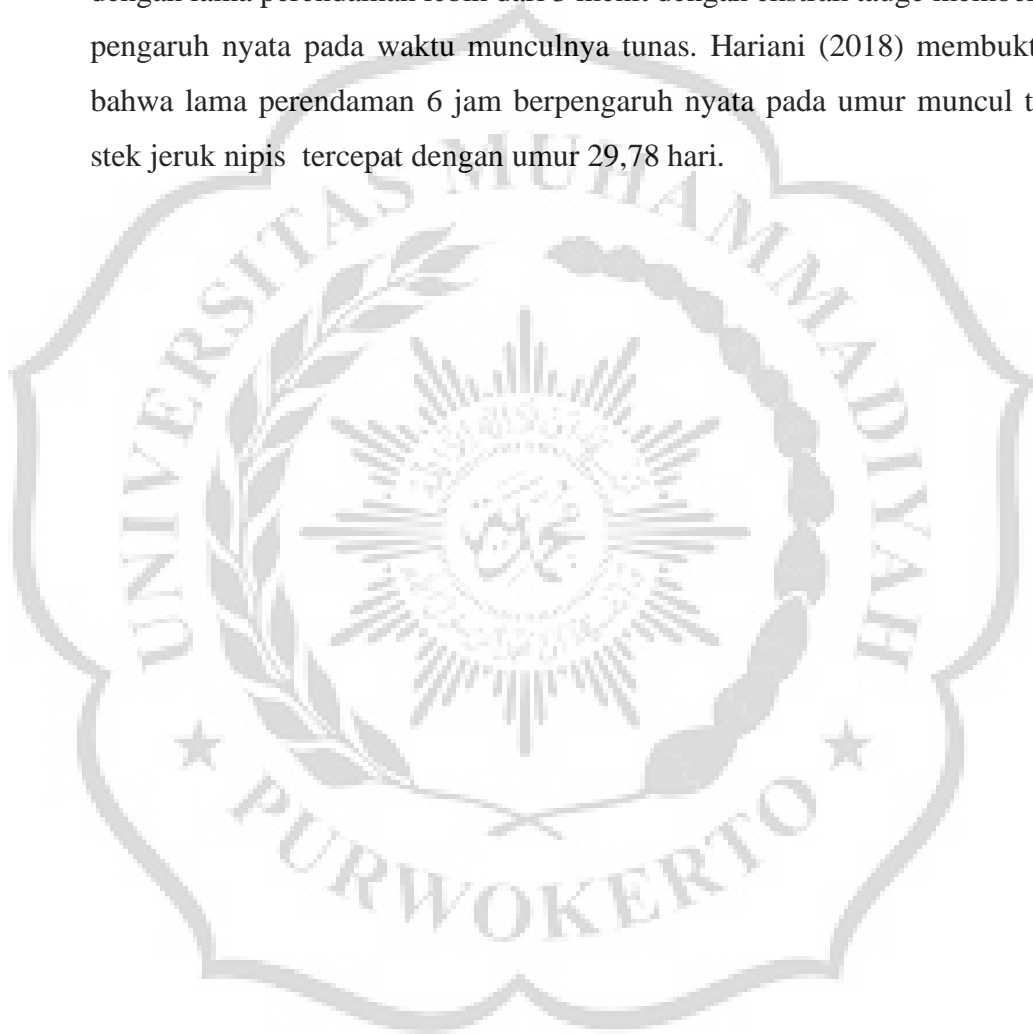 pengaruh nyata pada waktu munculnya tunas. Hariani (2018) membukt
bahwa lama perendaman 6 jam berpengaruh nyata pada umur muncul t
stek jeruk nipis tercepat dengan umur 29,78 hari.
UNIVERSITAS MUHAMMADIYAH
PURWOKERTO